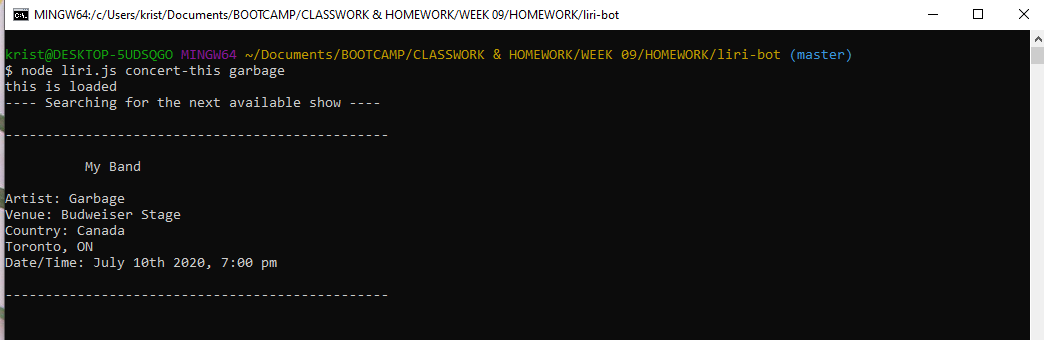 MINGW64:/c/Users/krist/Documents/BOOTCAMP/CLASSWORK & HOMEWORK/WEEK 09/HOMEWORK/liri-bot
krist@DESKTOP-5UDSQGO MINGW64 ~/Documents/BOOTCAMP/CLASSWORK & HOMEWORK/WEEK 09/HOMEWORK/liri-bot (master)
$ node liri.js concert-this garbage
this is loaded
---- Searching for the next available show ----
------------------------------------------------
My Band
Artist: Garbage
Venue: Budweiser Stage
Country: Canada
Toronto, ON
Date/Time: July 10th 2020, 7:00 pm
------------------------------------------------